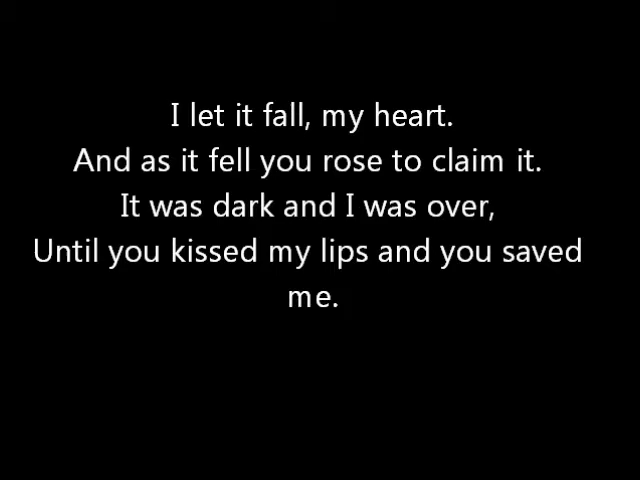 I let it fall, my heart.
And as it fell you rose to claim it.
It was dark and I was over,
Until you kissed my lips and you saved
me.